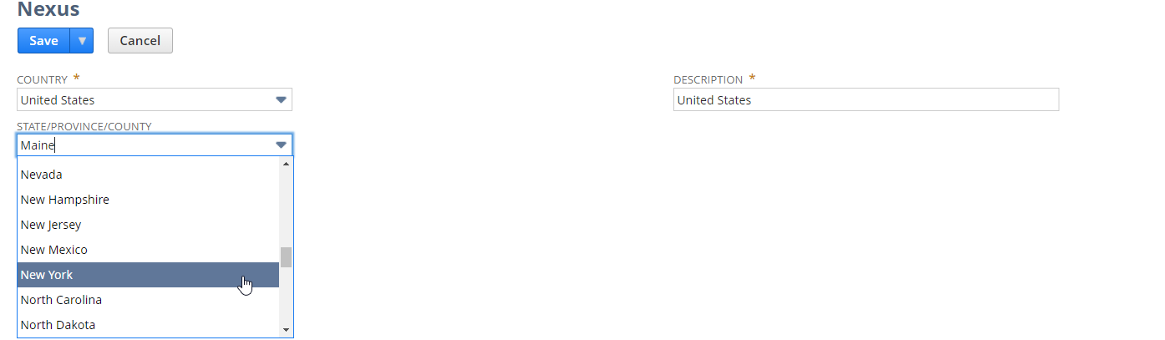 Nexus
Save Cancel
COUNTRY * DESCRIPTION *
United States United States
STATE/PROVINCE/COUNTY
Maine
Nevada
New Hampshire
New Jersey
New Mexico
New York
North Carolina
North Dakota